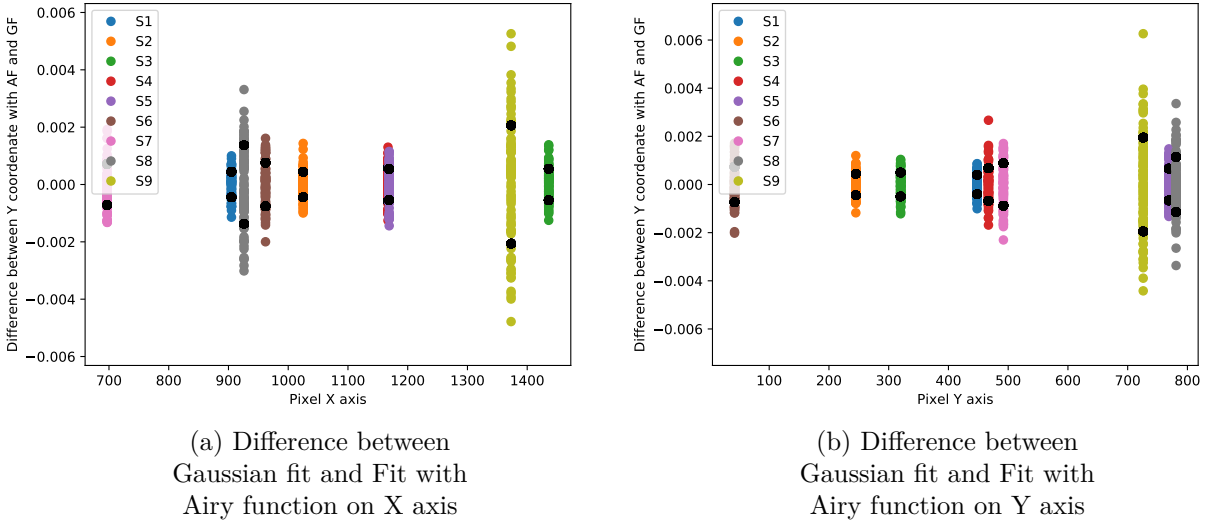 Difference between Y coordenate with AF and GF
0.006
0.004
0.002
0.000
−0.002
−0.004
−0.006
S1
S2
S3
S4
S5
S6
S7
S8
S9
700
800
900
1000
1100
1200
1300
1400
Pixel X axis
(a) Difference between
Gaussian fit and Fit with
Airy function on X axis
Difference between Y coordenate with AF and GF
0.006
0.004
0.002
0.000
−0.002
−0.004
−0.006
S1
S2
S3
S4
S5
S6
S7
S8
S9
100
200
300
400
500
600
700
800
Pixel Y axis
(b) Difference between
Gaussian fit and Fit with
Airy function on Y axis